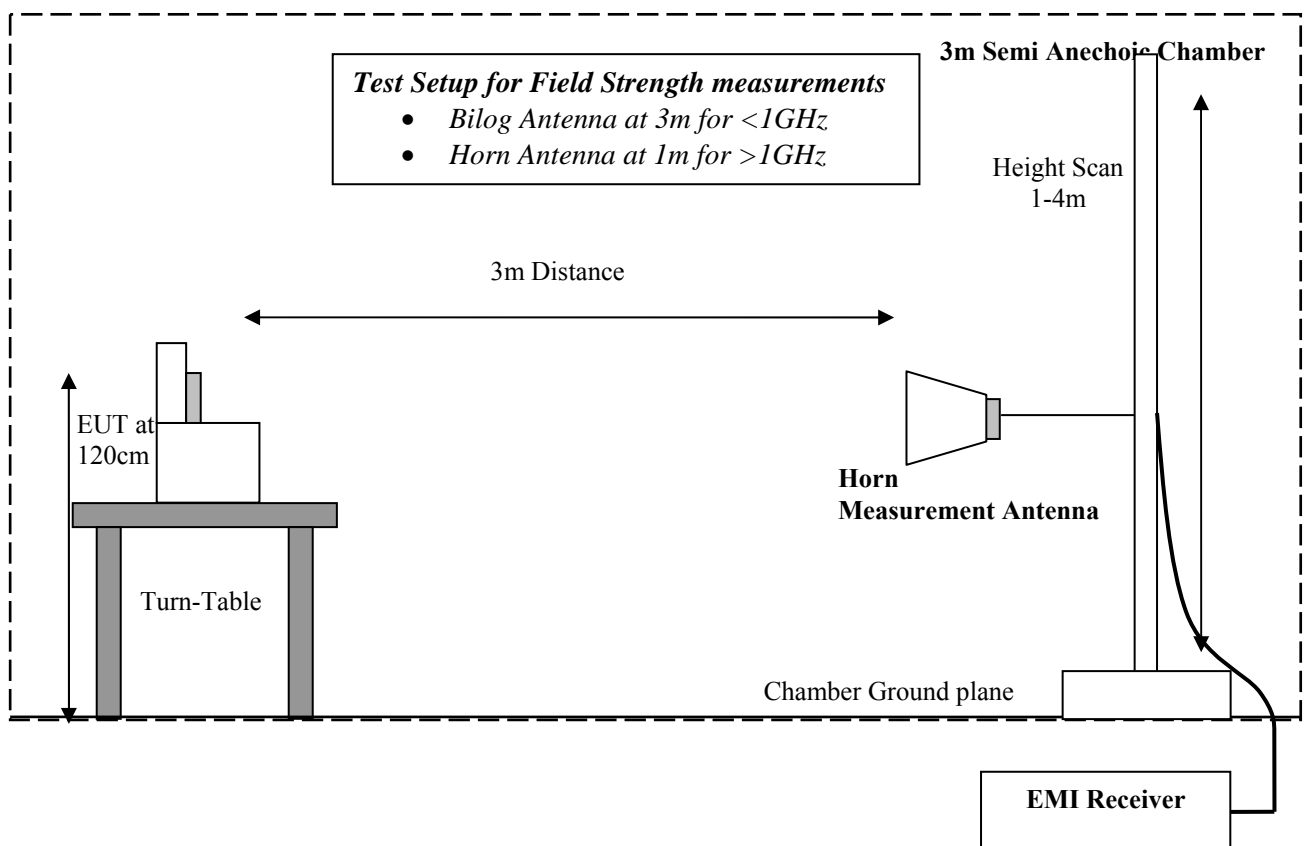 3m Semi Anechoic Chamber
Test Setup for Field Strength measurements
• Bilog Antenna at 3m for <1GHz
• Horn Antenna at 1m for >1GHz
Height Scan
1-4m
3m Distance
EUT at
120cm
Horn
Measurement Antenna
Turn-Table
Chamber Ground plane
EMI Receiver